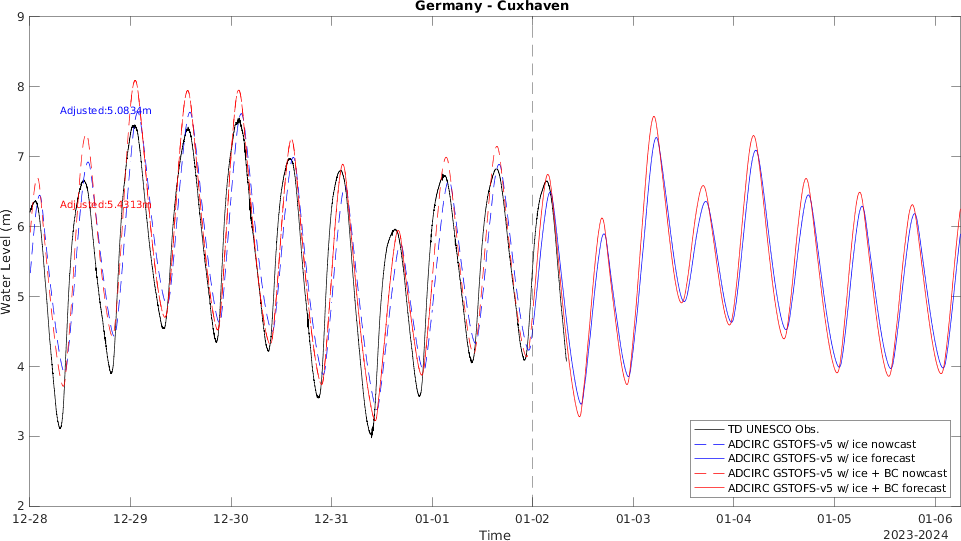 Germany - Cuxhaven
9
8
7
6
5
4
3
2
Water Level (m)
Adjusted:5.0834m
Adjusted:5.4313m
TD UNESCO Obs.
ADCIRC GSTOFS-v5 w/ ice nowcast
ADCIRC GSTOFS-v5 w/ ice forecast
ADCIRC GSTOFS-v5 w/ ice + BC nowcast
ADCIRC GSTOFS-v5 w/ ice + BC forecast
12-28 12-29 12-30 12-31 01-01 01-02 01-03 01-04 01-05 01-06
Time
2023-2024